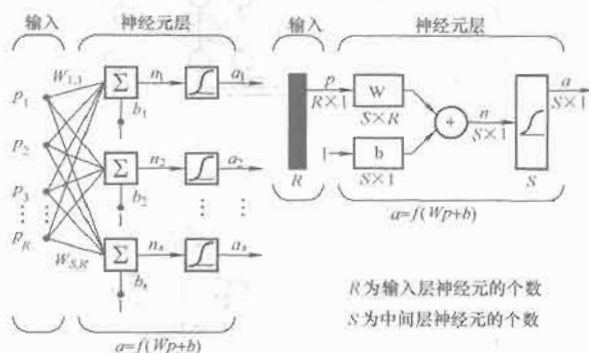 输入
神经元层
W1,1
p1
p2
p3
pR
WS,R
Σ
n1
a1
b1
1
Σ
n2
a2
b2
1
Σ
ns
as
bs
1
a=f(Wp+b)
输入
神经元层
p
R×1
W
S×R
+
n
S×1
a
S×1
1
b
S×1
R
S
a=f(Wp+b)
R为输入层神经元的个数
S为中间层神经元的个数